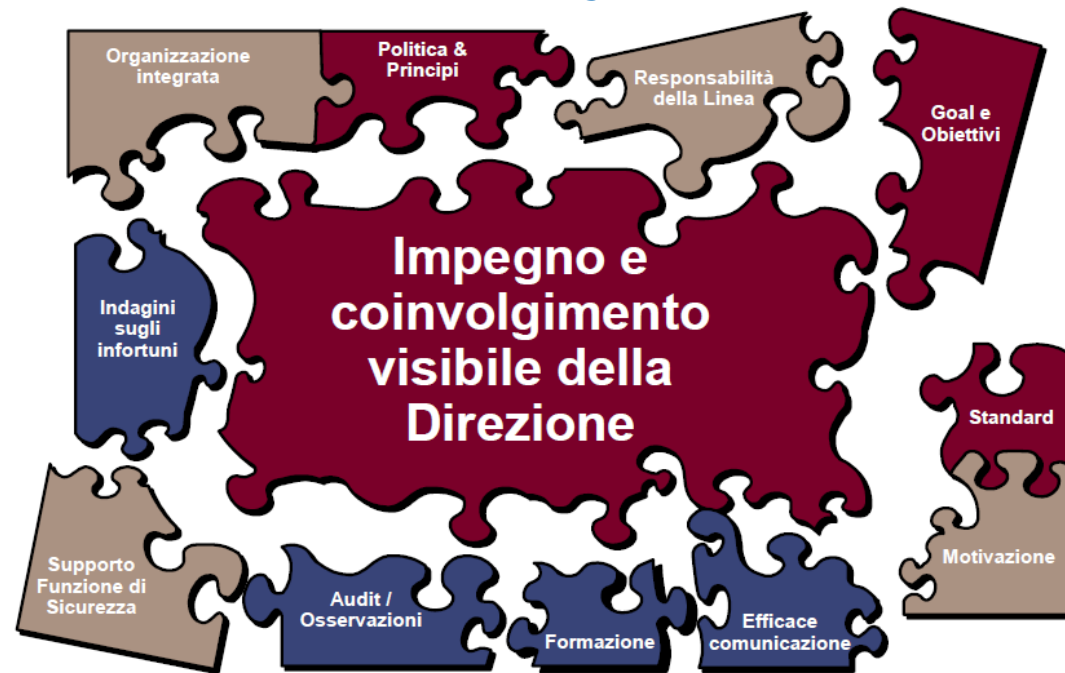 Organizzazione
integrata
Politica &
Principi
Responsabilità
della Linea
Goal e
Obiettivi
Impegno e
coinvolgimento
visibile della
Direzione
Indagini
sugli
infortuni
Standard
Motivazione
Supporto
Funzione di
Sicurezza
Audit /
Osservazioni
Formazione
Efficace
comunicazione